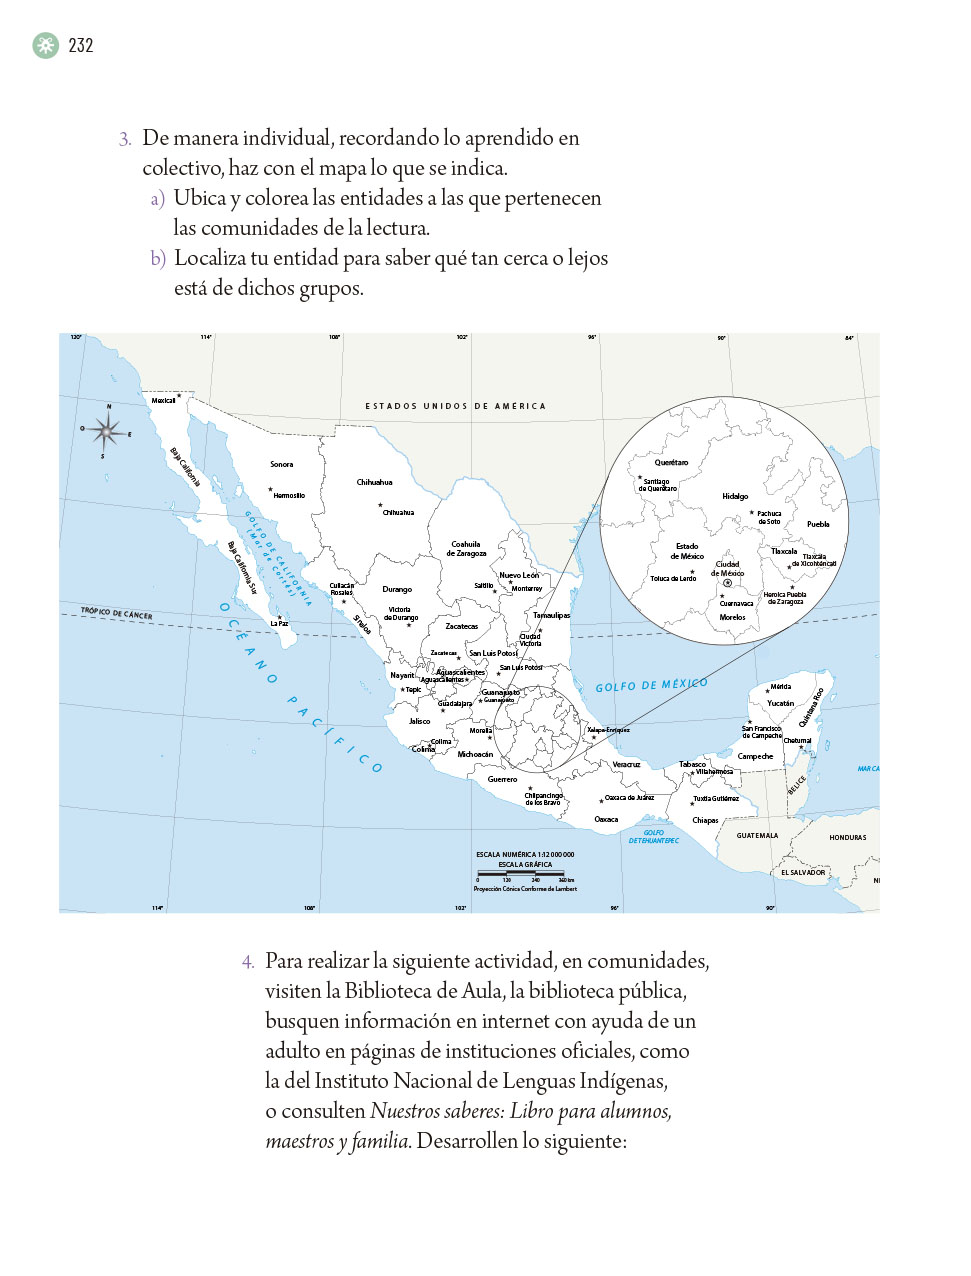 232
3. De manera individual, recordando lo aprendido en
colectivo, haz con el mapa lo que se indica.
a) Ubica y colorea las entidades a las que pertenecen
las comunidades de la lectura.
b) Localiza tu entidad para saber qué tan cerca o lejos
está de dichos grupos.
120° 114° 108° 102° 96° 90° 84°
ESTADOS UNIDOS DE AMÉRICA
N
O
E
S
Mexicali
Baja California
Sonora
Hermosillo
Chihuahua
Chihuahua
GOLFO DE CALIFORNIA
(Mar de Cortés)
Baja California Sur
La Paz
TRÓPICO DE CÁNCER
OCÉANO PACÍFICO
Coahuila
de Zaragoza
Saltillo
Nuevo León
Monterrey
Culiacán
Rosales
Sinaloa
Durango
Victoria
de Durango
Zacatecas
Zacatecas
Tamaulipas
Ciudad
Victoria
San Luis Potosí
San Luis Potosí
Nayarit
Tepic
Aguascalientes
Aguascalientes
Guanajuato
Guanajuato
Guadalajara
Jalisco
Colima
Colima
Morelia
Michoacán
Guerrero
Chilpancingo
de los Bravo
Querétaro
Santiago
de Querétaro
Hidalgo
Pachuca
de Soto
Puebla
Estado
de México
Toluca de Lerdo
Ciudad
de México
Tlaxcala
Tlaxcala
de Xicohténcatl
Cuernavaca
Morelos
Heroica Puebla
de Zaragoza
GOLFO DE MÉXICO
Xalapa-Enríquez
Veracruz
Oaxaca de Juárez
Oaxaca
Tabasco
Villahermosa
Tuxtla Gutiérrez
Chiapas
Mérida
Yucatán
Quintana Roo
San Francisco
de Campeche
Campeche
Chetumal
MAR CA
BELICE
GUATEMALA
HONDURAS
EL SALVADOR
NI
GOLFO
DE TEHUANTEPEC
ESCALA NUMÉRICA 1:12 000 000
ESCALA GRÁFICA
0 120 240 360 km
Proyección Cónica Conforme de Lambert
114° 108° 102° 96° 90°
4. Para realizar la siguiente actividad, en comunidades,
visiten la Biblioteca de Aula, la biblioteca pública,
busquen información en internet con ayuda de un
adulto en páginas de instituciones oficiales, como
la del Instituto Nacional de Lenguas Indígenas,
o consulten Nuestros saberes: Libro para alumnos,
maestros y familia. Desarrollen lo siguiente: